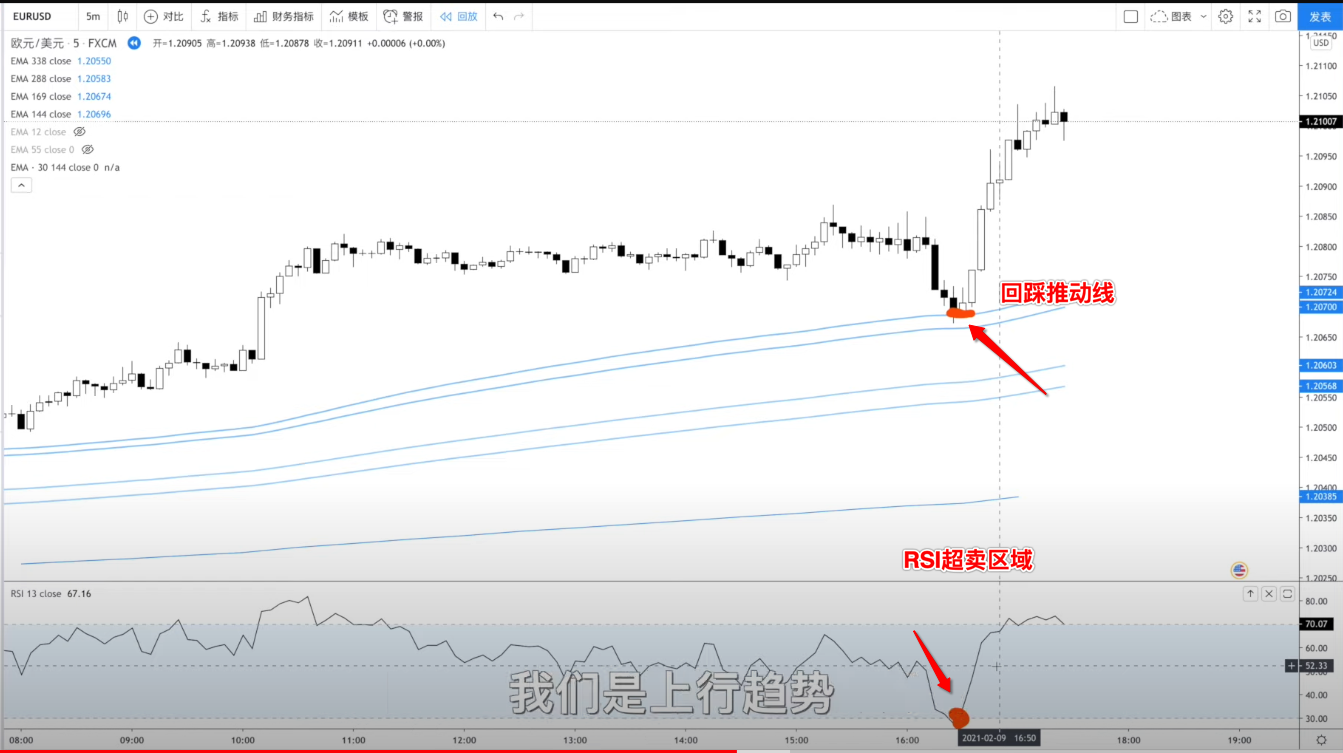 EURUSD 5m 对比 指标 财务指标 模板 警报 回放 图表 发表
欧元/美元 · 5 · FXCM 开=1.20905 高=1.20938 低=1.20878 收=1.20911 +0.00006 (+0.00%)
USD
EMA 338 close 1.20550
1.21100
EMA 288 close 1.20583
EMA 169 close 1.20674
1.21050
EMA 144 close 1.20696
1.21007
EMA 12 close
EMA 55 close 0
1.20950
EMA · 30 144 close 0 n/a
1.20900
1.20850
1.20800
1.20750
回踩推动线
1.20724
1.20700
1.20650
1.20603
1.20568
1.20550
1.20500
1.20450
1.20400
1.20385
1.20350
1.20300
RSI超卖区域
1.20250
RSI 13 close 67.16
80.00
70.07
60.00
52.33
我们是上行趋势
40.00
30.00
08:00 09:00 10:00 11:00 12:00 13:00 14:00 15:00 16:00 2021-02-09 16:50 18:00 19:00